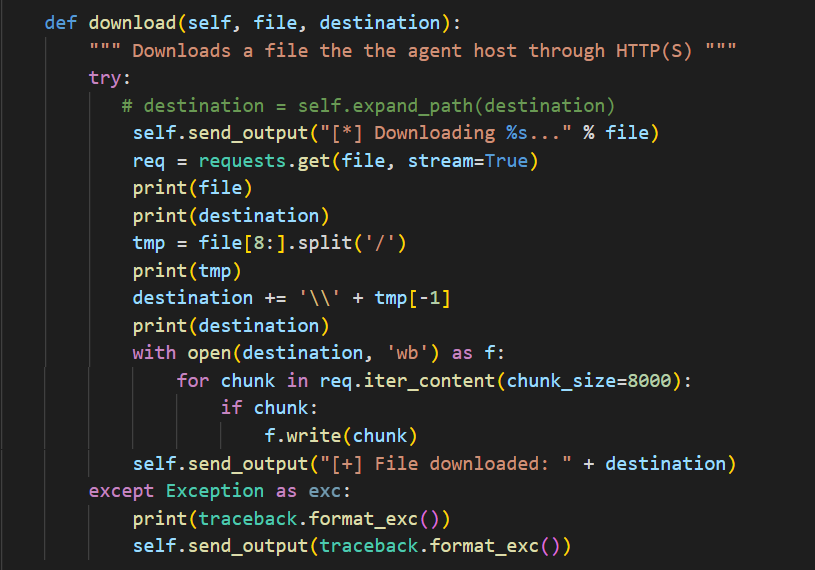 def download(self, file, destination):
    """ Downloads a file the the agent host through HTTP(S) """
    try:
       # destination = self.expand_path(destination)
        self.send_output("[*] Downloading %s..." % file)
        req = requests.get(file, stream=True)
        print(file)
        print(destination)
        tmp = file[8:].split('/')
        print(tmp)
        destination += '\\' + tmp[-1]
        print(destination)
        with open(destination, 'wb') as f:
            for chunk in req.iter_content(chunk_size=8000):
                if chunk:
                    f.write(chunk)
        self.send_output("[+] File downloaded: " + destination)
    except Exception as exc:
        print(traceback.format_exc())
        self.send_output(traceback.format_exc())